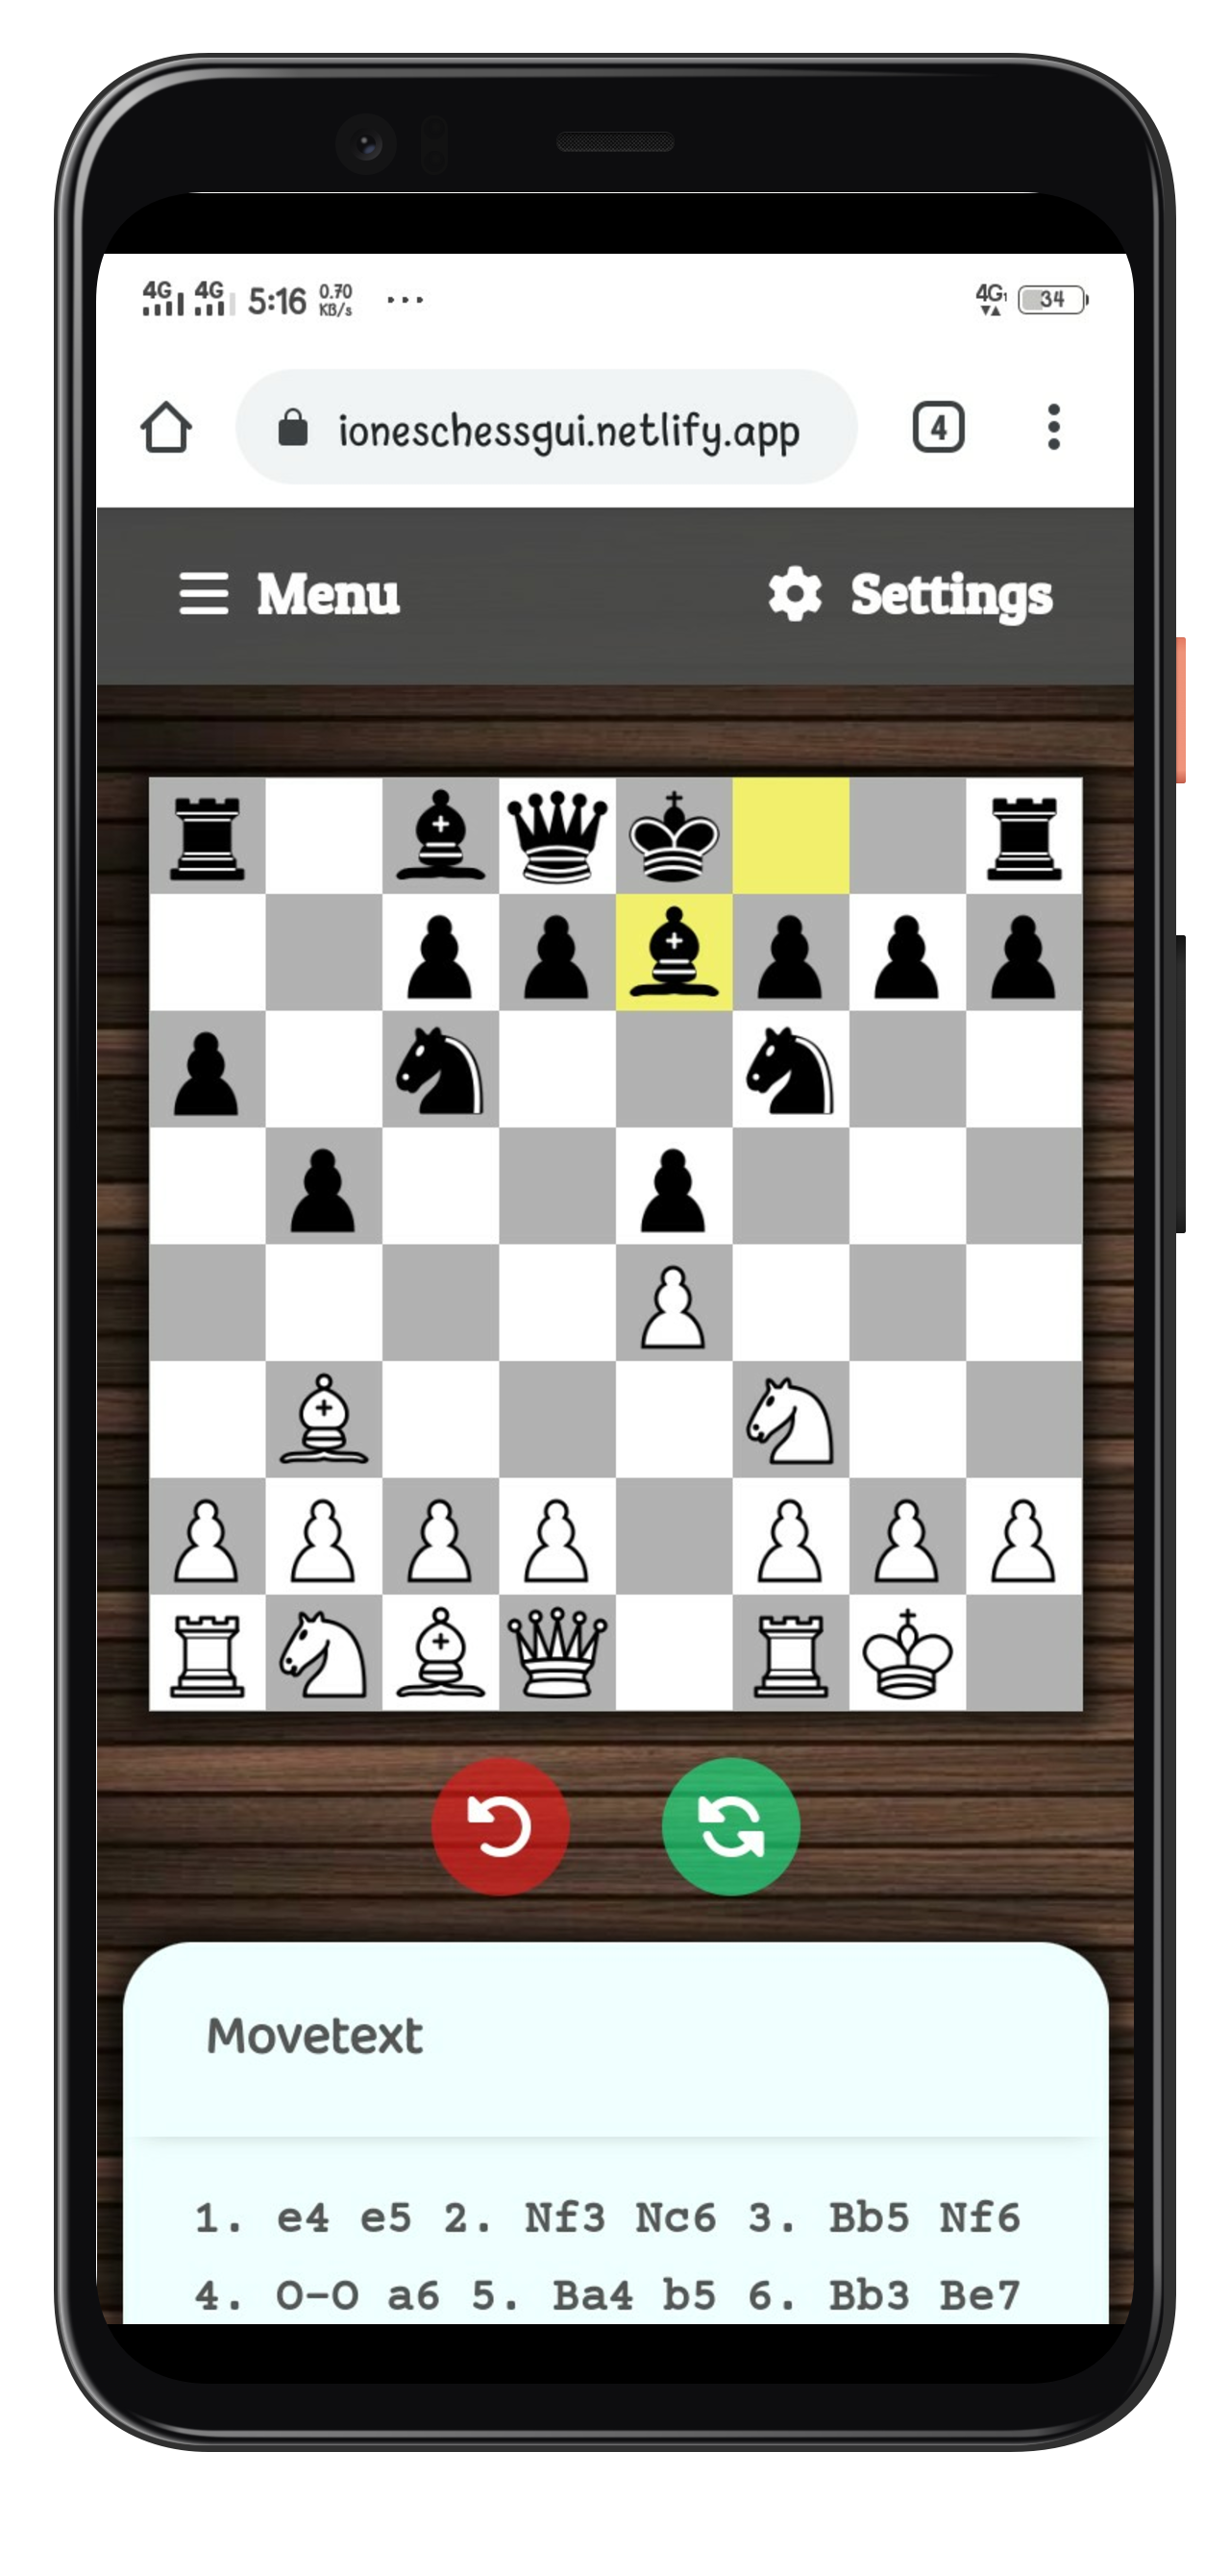 4G 4G 5:16 0.70 KB/s ... 4G1 34
ioneschessgui.netlify.app 4
Menu Settings
Movetext
1. e4 e5 2. Nf3 Nc6 3. Bb5 Nf6
4. O-O a6 5. Ba4 b5 6. Bb3 Be7